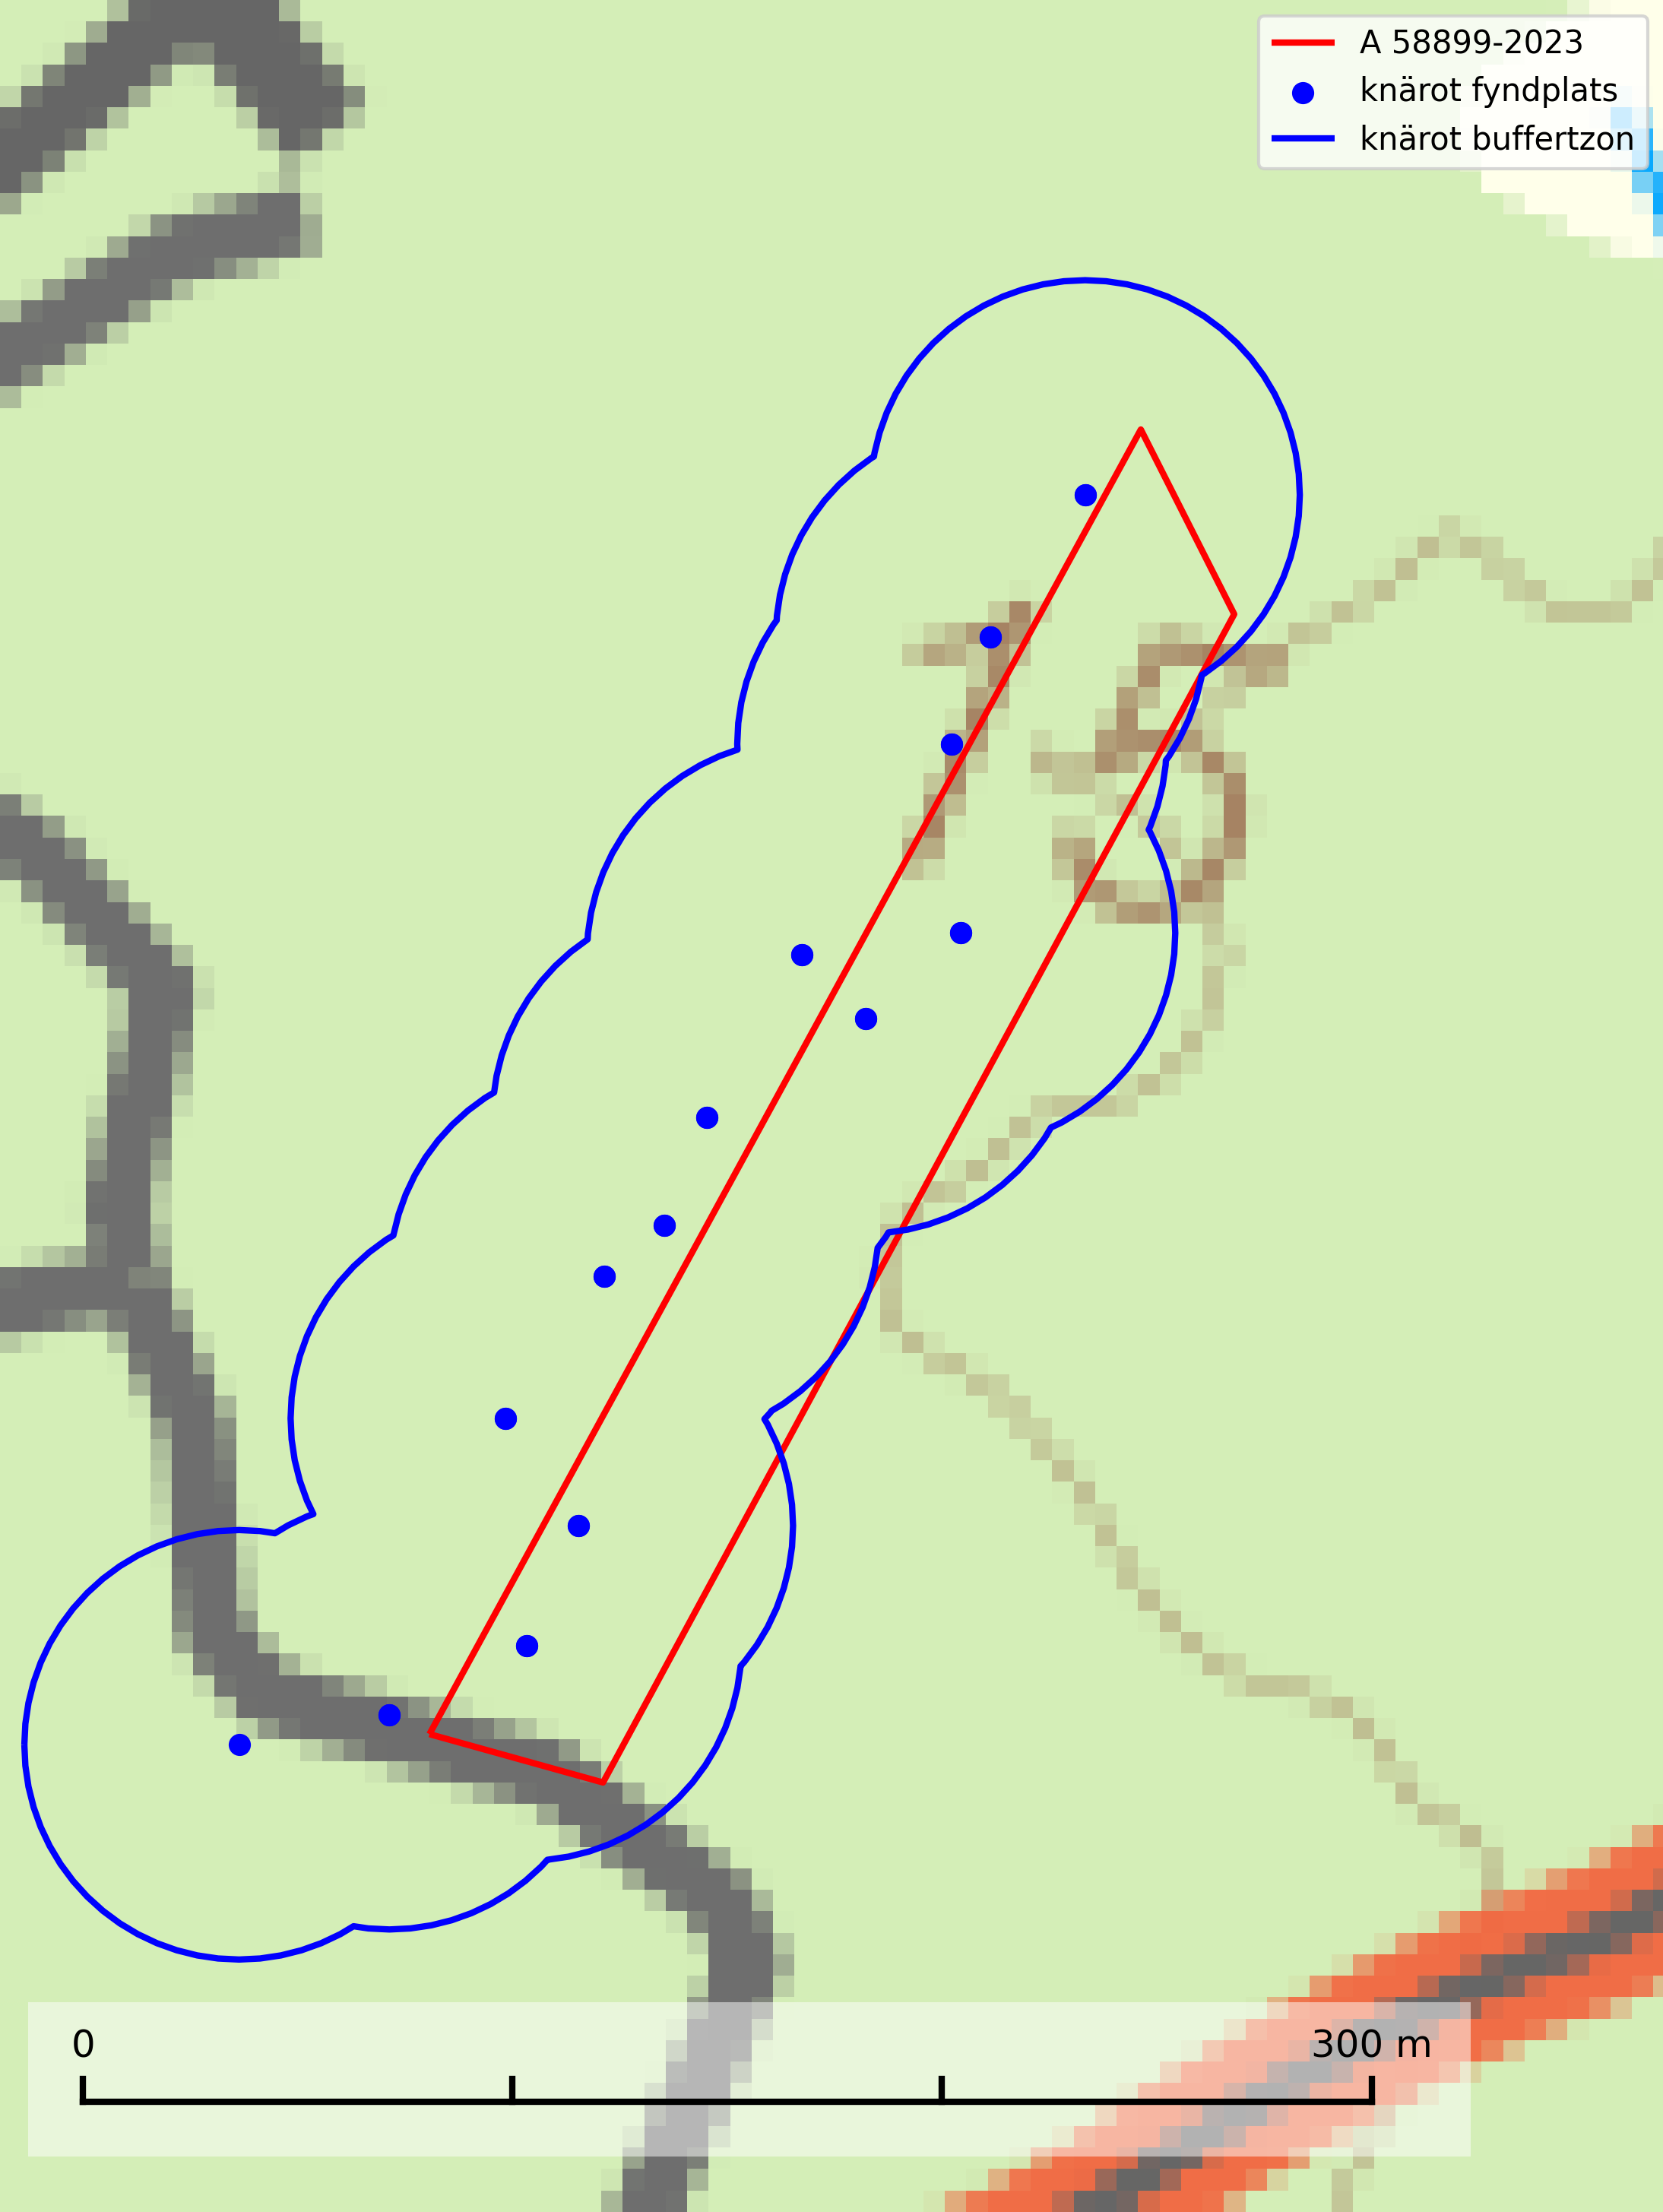 A 58899-2023
knärot fyndplats
knärot buffertzon
0
300 m